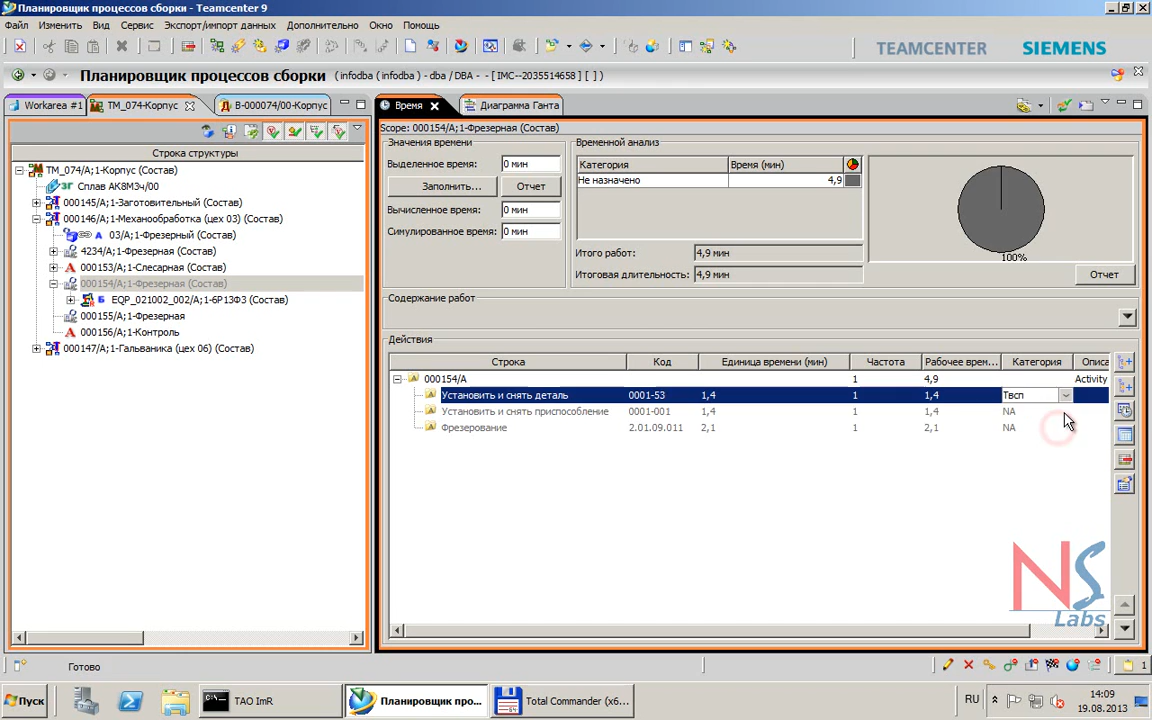 Планировщик процессов сборки - Teamcenter 9
Файл Изменить Вид Сервис Экспорт/импорт данных Дополнительно Окно Помощь
TEAMCENTER SIEMENS
Планировщик процессов сборки (infodba (infodba) - dba / DBA - - [ IMC--2035514658 ] [ ] )
Workarea #1 TM_074-Корпус В-000074/00-Корпус
Время Диаграмма Ганта
Строка структуры
TM_074/A;1-Корпус (Состав)
Сплав АК8МЗч/00
000145/A;1-Заготовительный (Состав)
000146/A;1-Механообработка (цех 03) (Состав)
03/A;1-Фрезерный (Состав)
4234/A;1-Фрезерная (Состав)
000153/A;1-Слесарная (Состав)
000154/A;1-Фрезерная (Состав)
EQP_021002_002/A;1-6Р13Ф3 (Состав)
000155/A;1-Фрезерная
000156/A;1-Контроль
000147/A;1-Гальваника (цех 06) (Состав)
Scope: 000154/A;1-Фрезерная (Состав)
Значения времени
Выделенное время: 0 мин
Заполнить... Отчет
Вычисленное время: 0 мин
Симулированное время: 0 мин
Временной анализ
Категория Время (мин)
Не назначено 4,9
100%
Итого работ: 4,9 мин
Итоговая длительность: 4,9 мин
Отчет
Содержание работ
Действия
Строка Код Единица времени (мин) Частота Рабочее врем... Категория Описа
000154/A 1 4,9 Activity
Установить и снять деталь 0001-53 1,4 1 1,4 Твсп
Установить и снять приспособление 0001-001 1,4 1 1,4 NA
Фрезерование 2.01.09.011 2,1 1 2,1 NA
NS
Labs
Готово
1
Пуск TAO ImR Планировщик про... Total Commander (x6... RU 14:09
19.08.2013